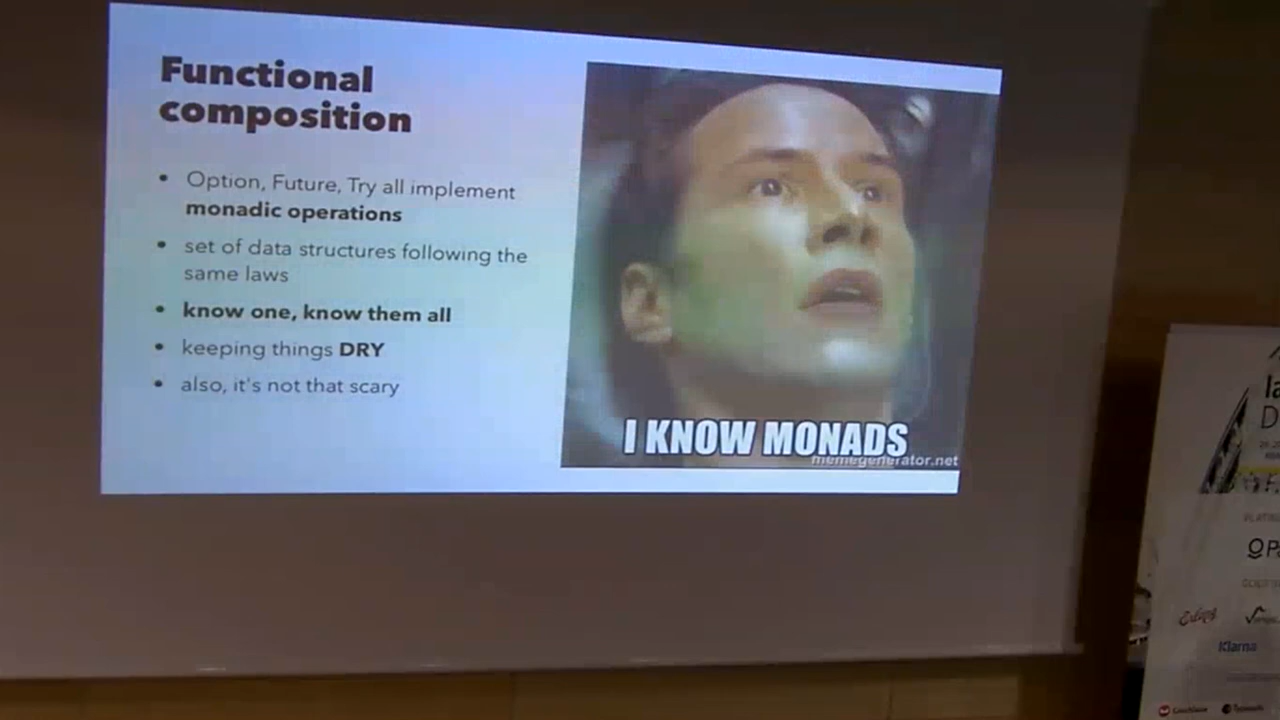 Functional
composition
• Option, Future, Try all implement
monadic operations
• set of data structures following the
same laws
• know one, know them all
• keeping things DRY
• also, it's not that scary
I KNOW MONADS
memegenerator.net
Klarna